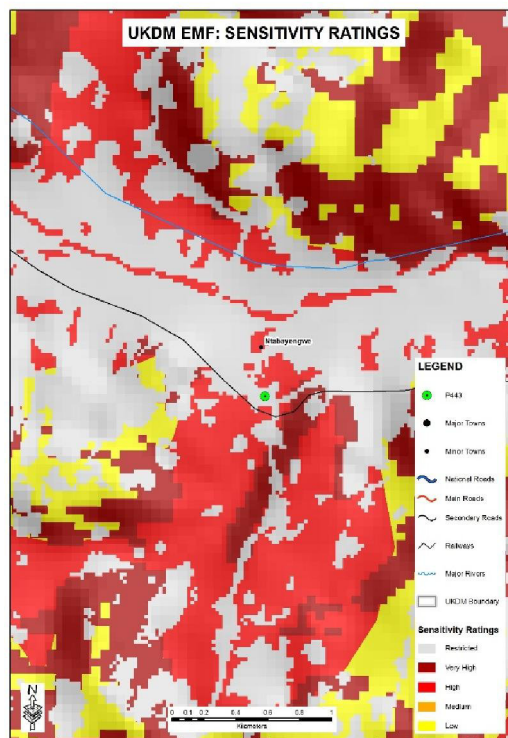 UKDM EMF: SENSITIVITY RATINGS
Ntabayengwe
LEGEND
P443
Major Towns
Minor Towns
National Roads
Main Roads
Secondary Roads
Railways
Major Rivers
UKDM Boundary
Sensitivity Ratings
Restricted
Very High
High
Medium
Low
N
0 0.1 0.2 0.4 0.6 0.8 1
Kilometers